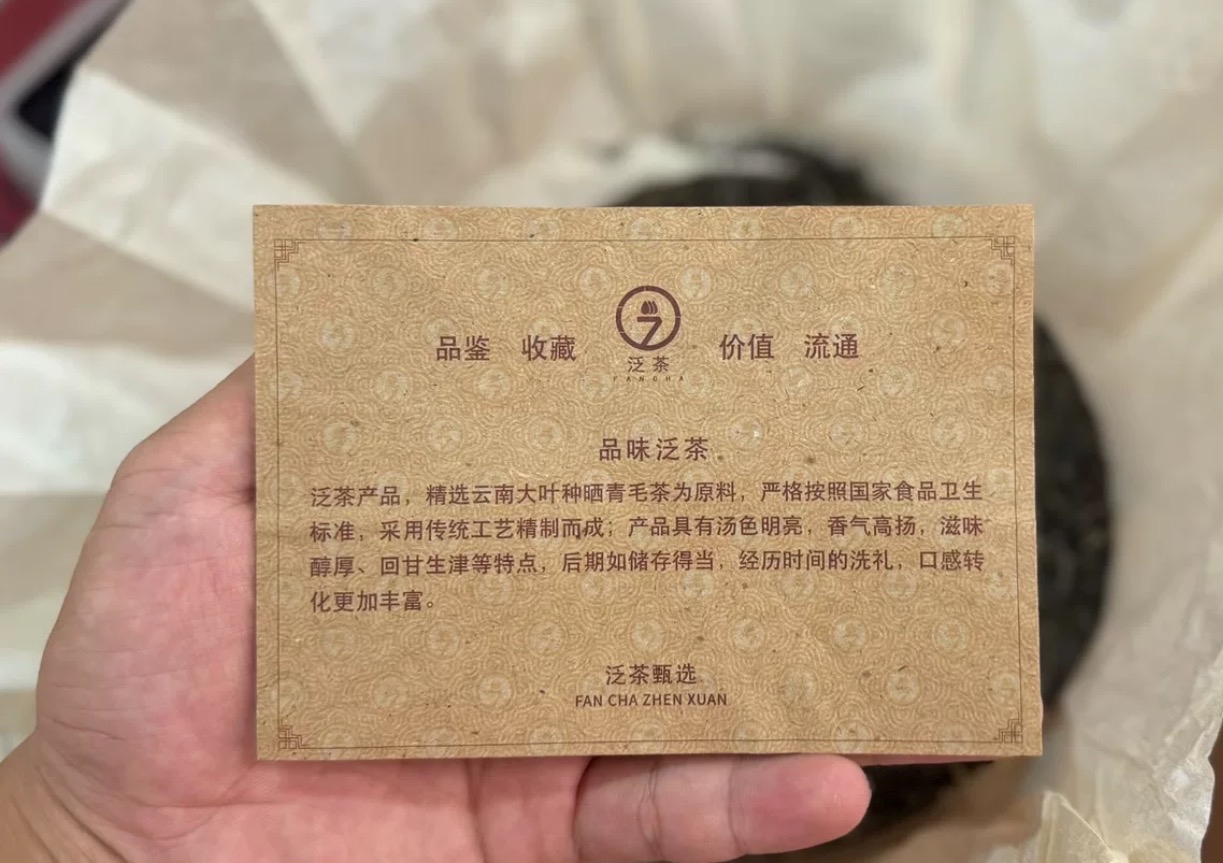 品鉴 收藏 价值 流通
泛茶
FANCHA
品味泛茶
泛茶产品，精选云南大叶种晒青毛茶为原料，严格按照国家食品卫生
标准，采用传统工艺精制而成；产品具有汤色明亮，香气高扬，滋味
醇厚、回甘生津等特点，后期如储存得当，经历时间的洗礼，口感转
化更加丰富。
泛茶甄选
FAN CHA ZHEN XUAN